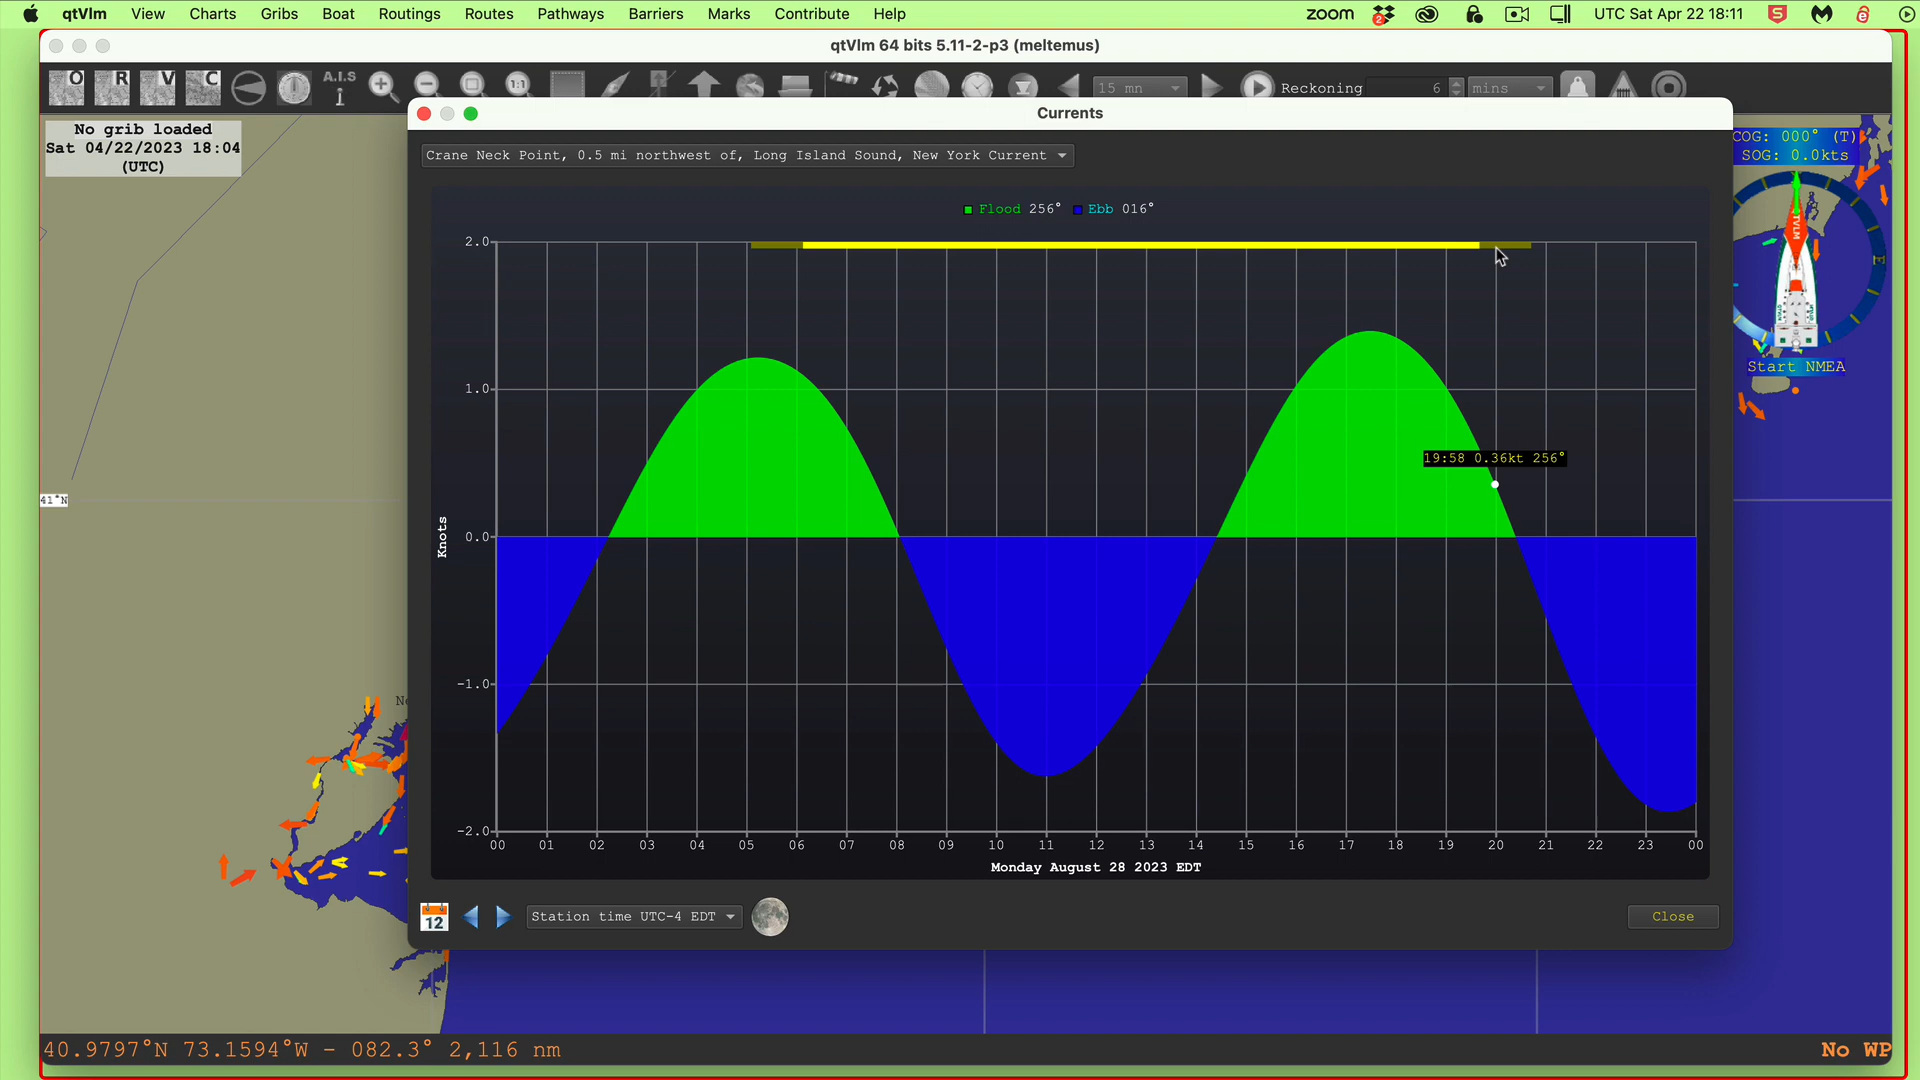 qtVlm View Charts Gribs Boat Routings Routes Pathways Barriers Marks Contribute Help zoom 2 UTC Sat Apr 22 18:11 S
qtVlm 64 bits 5.11-2-p3 (meltemus)
O R V C A.I.S 1:1 15 mn Reckoning 6 mins
No grib loaded
Sat 04/22/2023 18:04
(UTC)
Currents
COG: 000° (T)
SOG: 0.0kts
Crane Neck Point, 0.5 mi northwest of, Long Island Sound, New York Current
Flood 256° Ebb 016°
QTVLM
E
Start NMEA
2.0
1.0
19:58 0.36kt 256°
41°N
Knots
0.0
-1.0
-2.0
00 01 02 03 04 05 06 07 08 09 10 11 12 13 14 15 16 17 18 19 20 21 22 23 00
Monday August 28 2023 EDT
12 Station time UTC-4 EDT Close
40.9797°N 73.1594°W - 082.3° 2,116 nm No WP